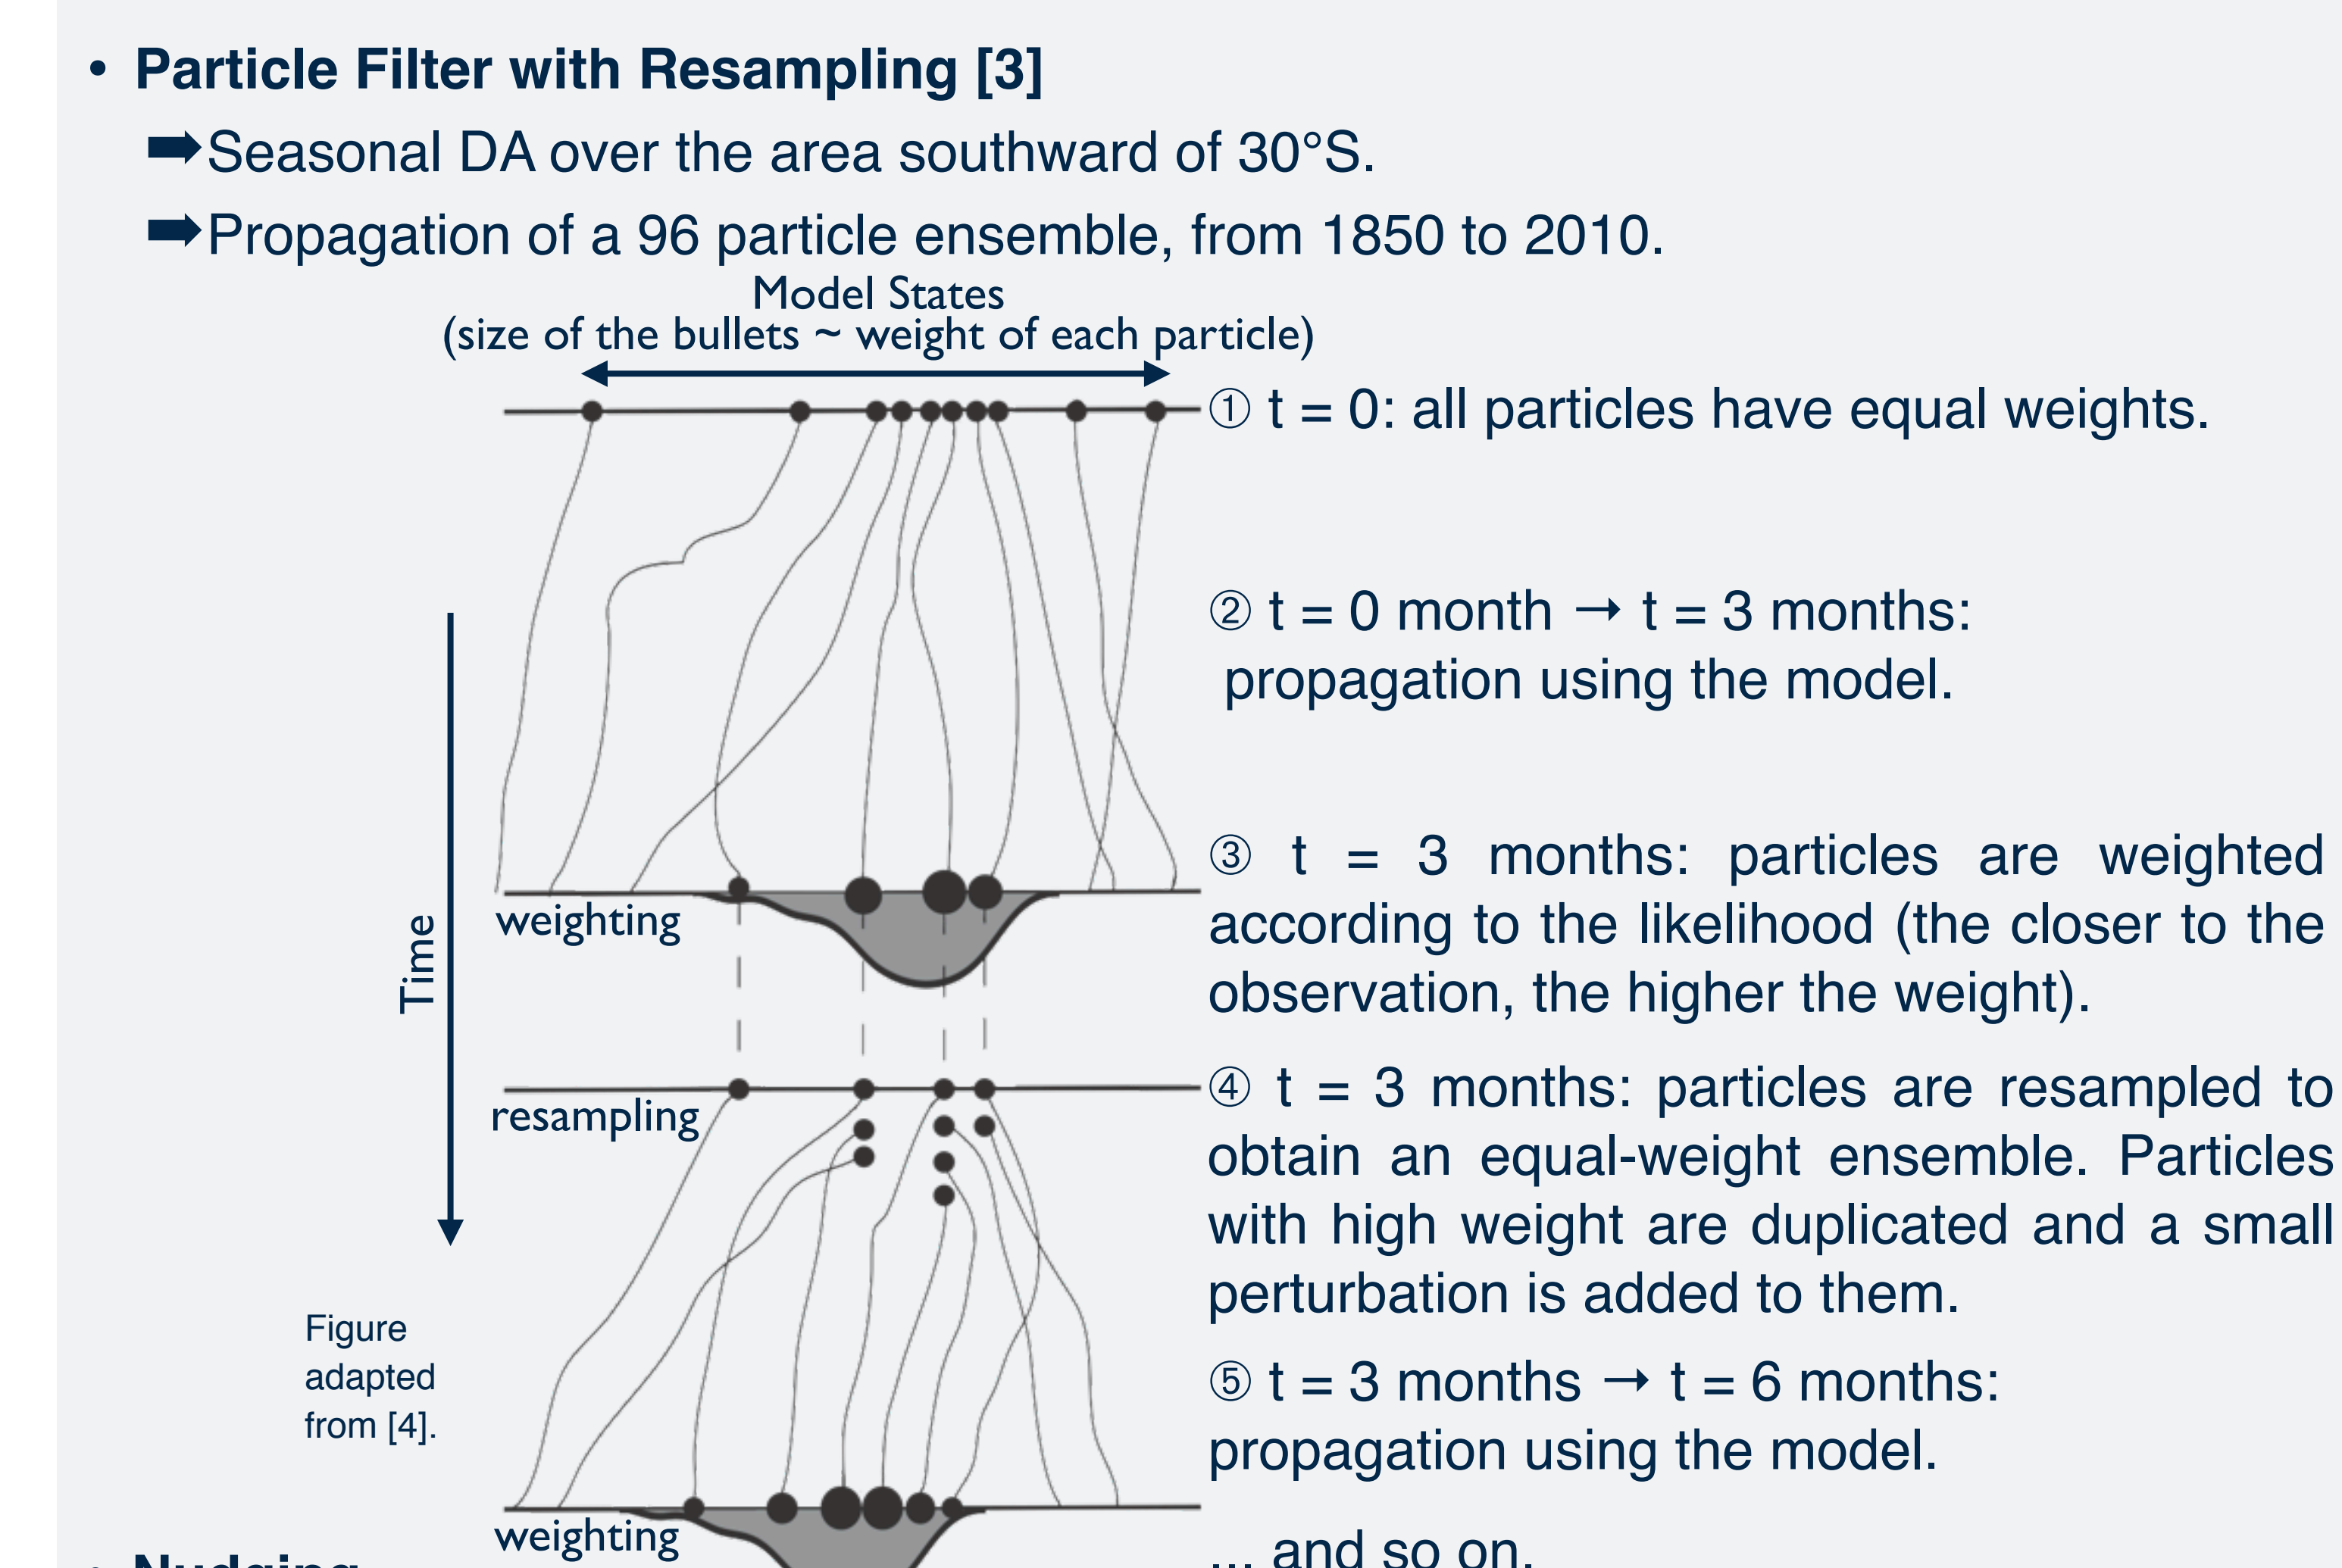 • Particle Filter with Resampling [3]
➡Seasonal DA over the area southward of 30°S.
➡Propagation of a 96 particle ensemble, from 1850 to 2010.
Model States
(size of the bullets ~ weight of each particle)
① t = 0: all particles have equal weights.
② t = 0 month → t = 3 months:
propagation using the model.
③ t = 3 months: particles are weighted
according to the likelihood (the closer to the
observation, the higher the weight).
weighting
Time
④ t = 3 months: particles are resampled to
obtain an equal-weight ensemble. Particles
with high weight are duplicated and a small
perturbation is added to them.
resampling
Figure
adapted
from [4].
⑤ t = 3 months → t = 6 months:
propagation using the model.
weighting
... and so on.
• Nudging